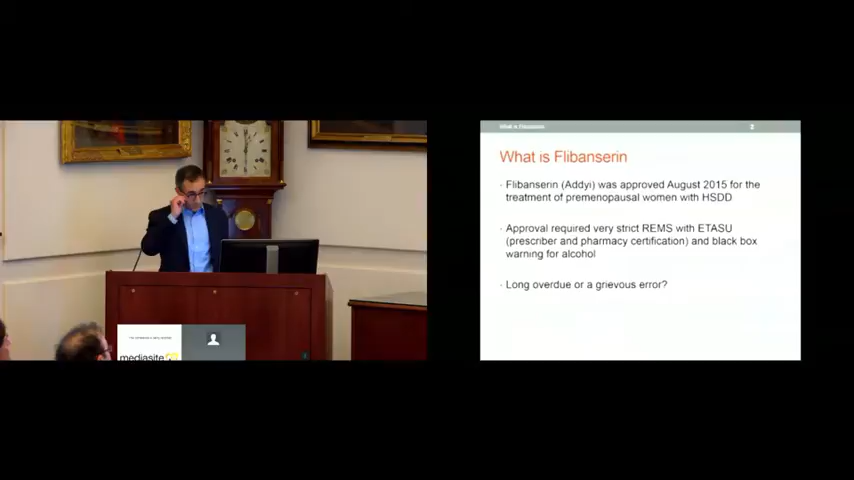 mediasite
What is Flibanserin
2
What is Flibanserin
· Flibanserin (Addyi) was approved August 2015 for the
treatment of premenopausal women with HSDD
· Approval required very strict REMS with ETASU
(prescriber and pharmacy certification) and black box
warning for alcohol
· Long overdue or a grievous error?